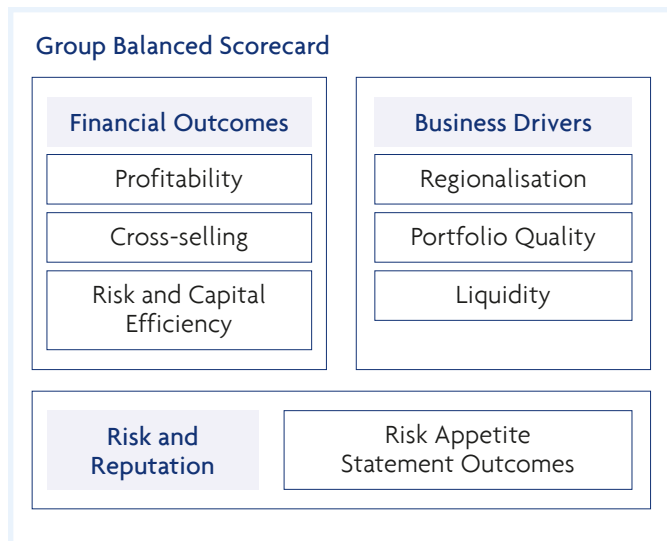 Group Balanced Scorecard
Financial Outcomes
Profitability
Cross-selling
Risk and Capital
Efficiency
Business Drivers
Regionalisation
Portfolio Quality
Liquidity
Risk and
Reputation
Risk Appetite
Statement Outcomes